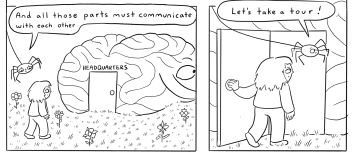 And all those parts must communicate
with each other
HEADQUARTERS
Let's take a tour!